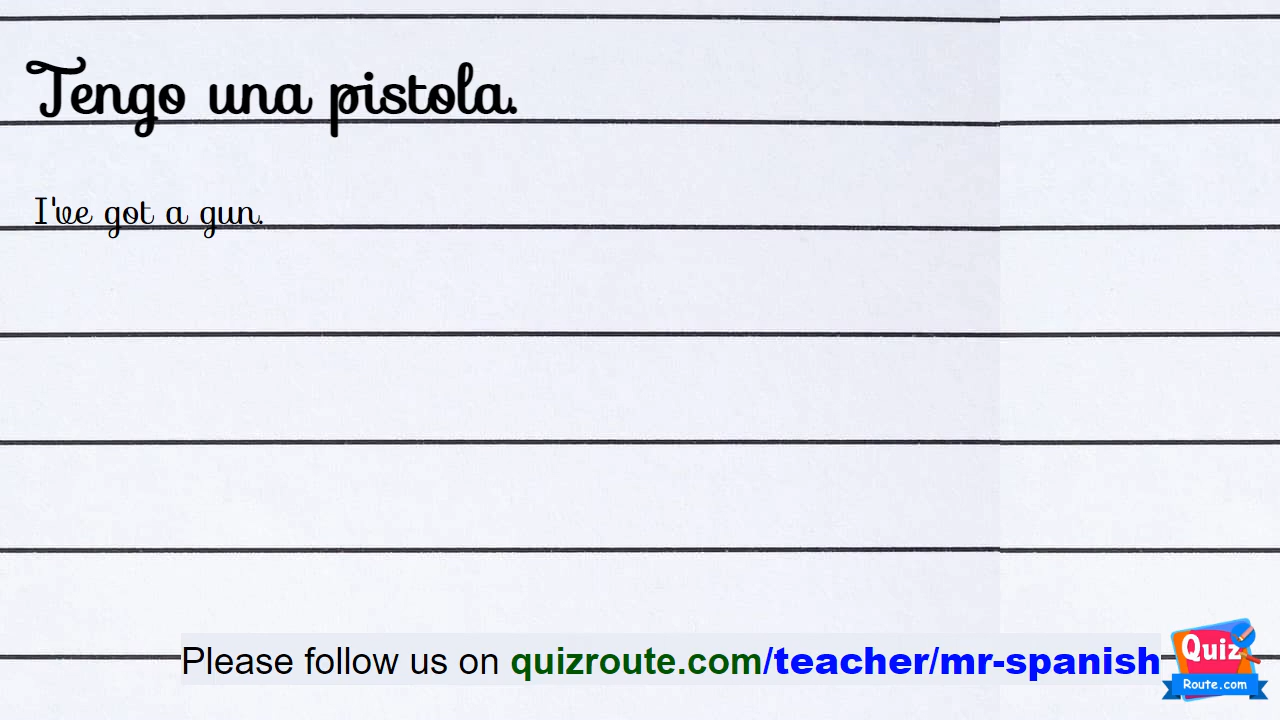 Tengo una pistola.
I've got a gun.
Please follow us on quizroute.com/teacher/mr-spanish
Quiz
Route.com